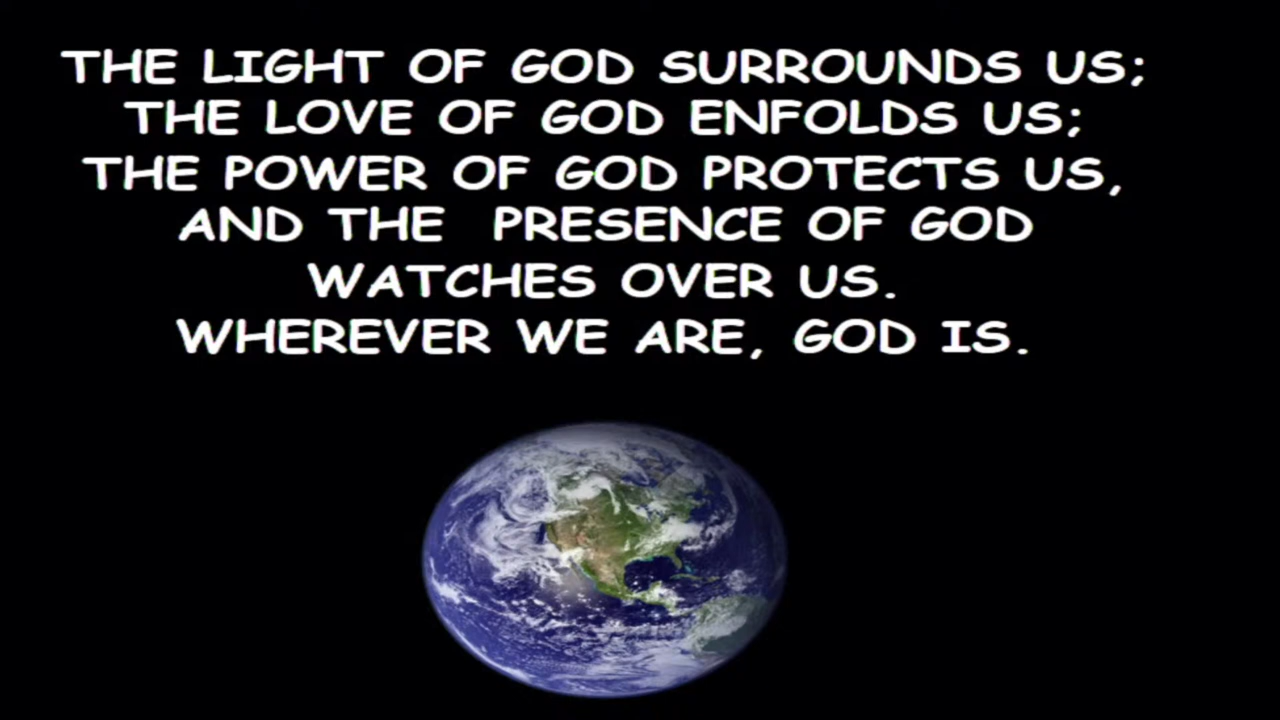 THE LIGHT OF GOD SURROUNDS US;
THE LOVE OF GOD ENFOLDS US;
THE POWER OF GOD PROTECTS US,
AND THE  PRESENCE OF GOD
WATCHES OVER US.
WHEREVER WE ARE, GOD IS.